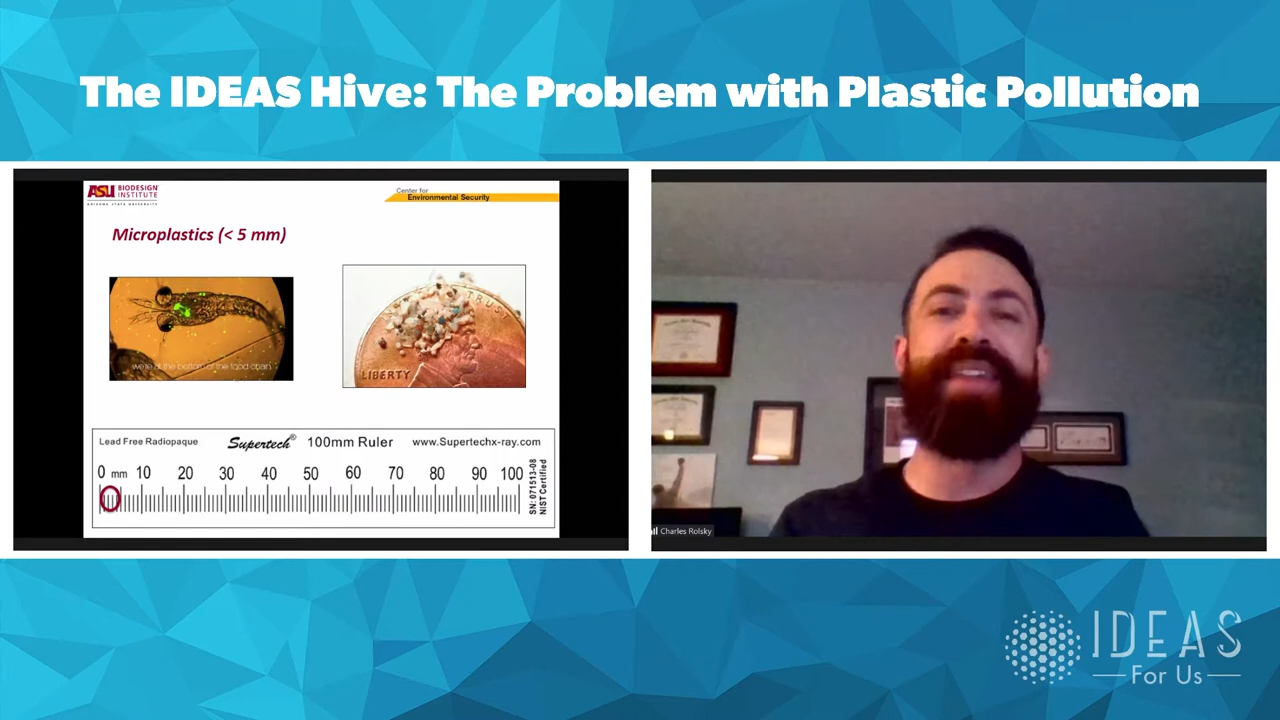 The IDEAS Hive: The Problem with Plastic Pollution
ASU BIODESIGN
INSTITUTE
ARIZONA STATE UNIVERSITY
Center for
Environmental Security
Microplastics (< 5 mm)
we're at the bottom of the food chain
TRUST
LIBERTY
Lead Free Radiopaque
Supertech®
100mm Ruler
www.Supertechx-ray.com
0 mm 10 20 30 40 50 60 70 80 90 100
SN: 071513-08
NIST Certified
Charles Rolsky
IDEAS
For Us